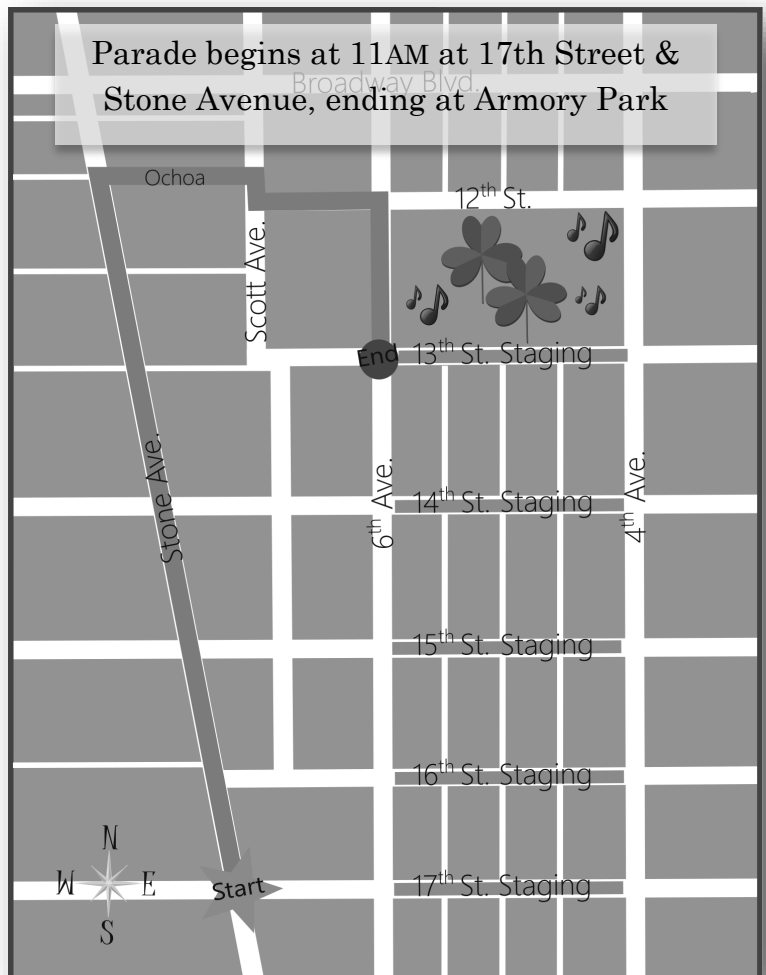 Parade begins at 11AM at 17th Street &
Stone Avenue, ending at Armory Park
Broadway Blvd.
Ochoa
12th St.
Scott Ave.
End
13th St. Staging
Stone Ave.
6th Ave.
14th St. Staging
4th Ave.
15th St. Staging
16th St. Staging
N
W E
S
Start
17th St. Staging